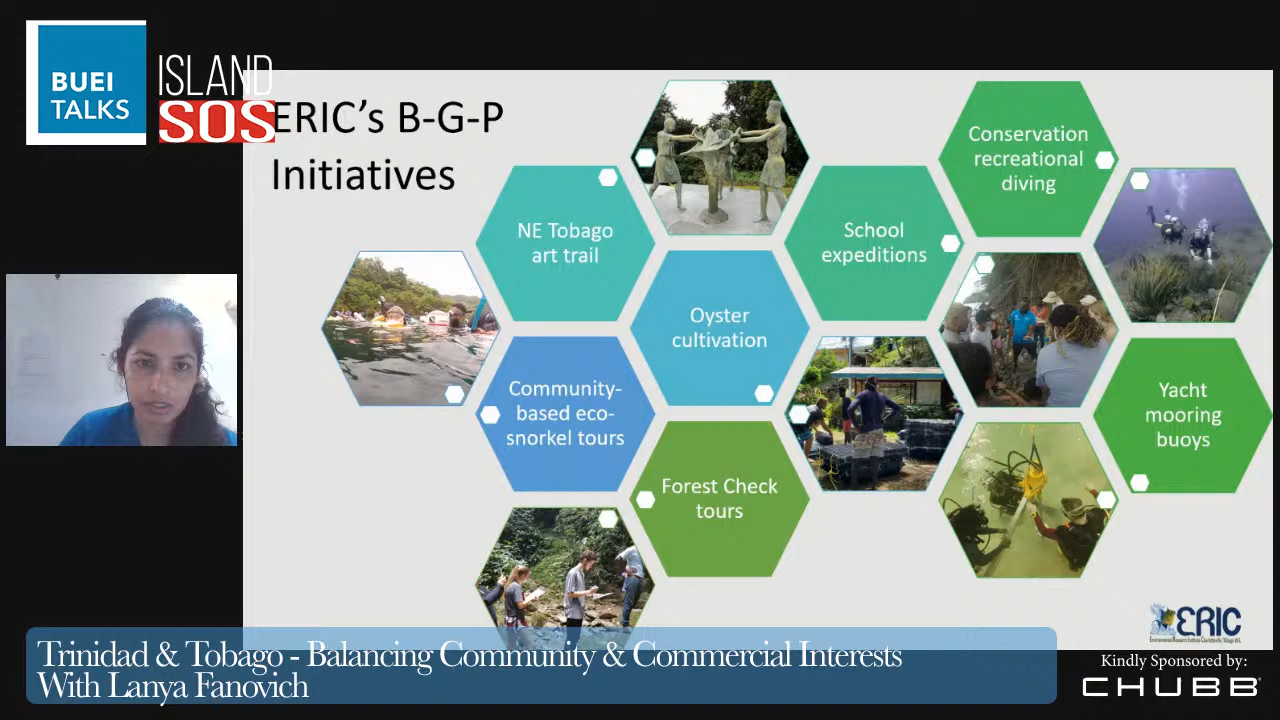 BUEI
TALKS
ISLAND
SOS
ERIC's B-G-P
Initiatives
NE Tobago
art trail
Community-
based eco-
snorkel tours
Oyster
cultivation
Forest Check
tours
School
expeditions
Conservation
recreational
diving
Yacht
mooring
buoys
ERIC
Trinidad & Tobago - Balancing Community & Commercial Interests
With Lanya Fanovich
Kindly Sponsored by:
CHUBB